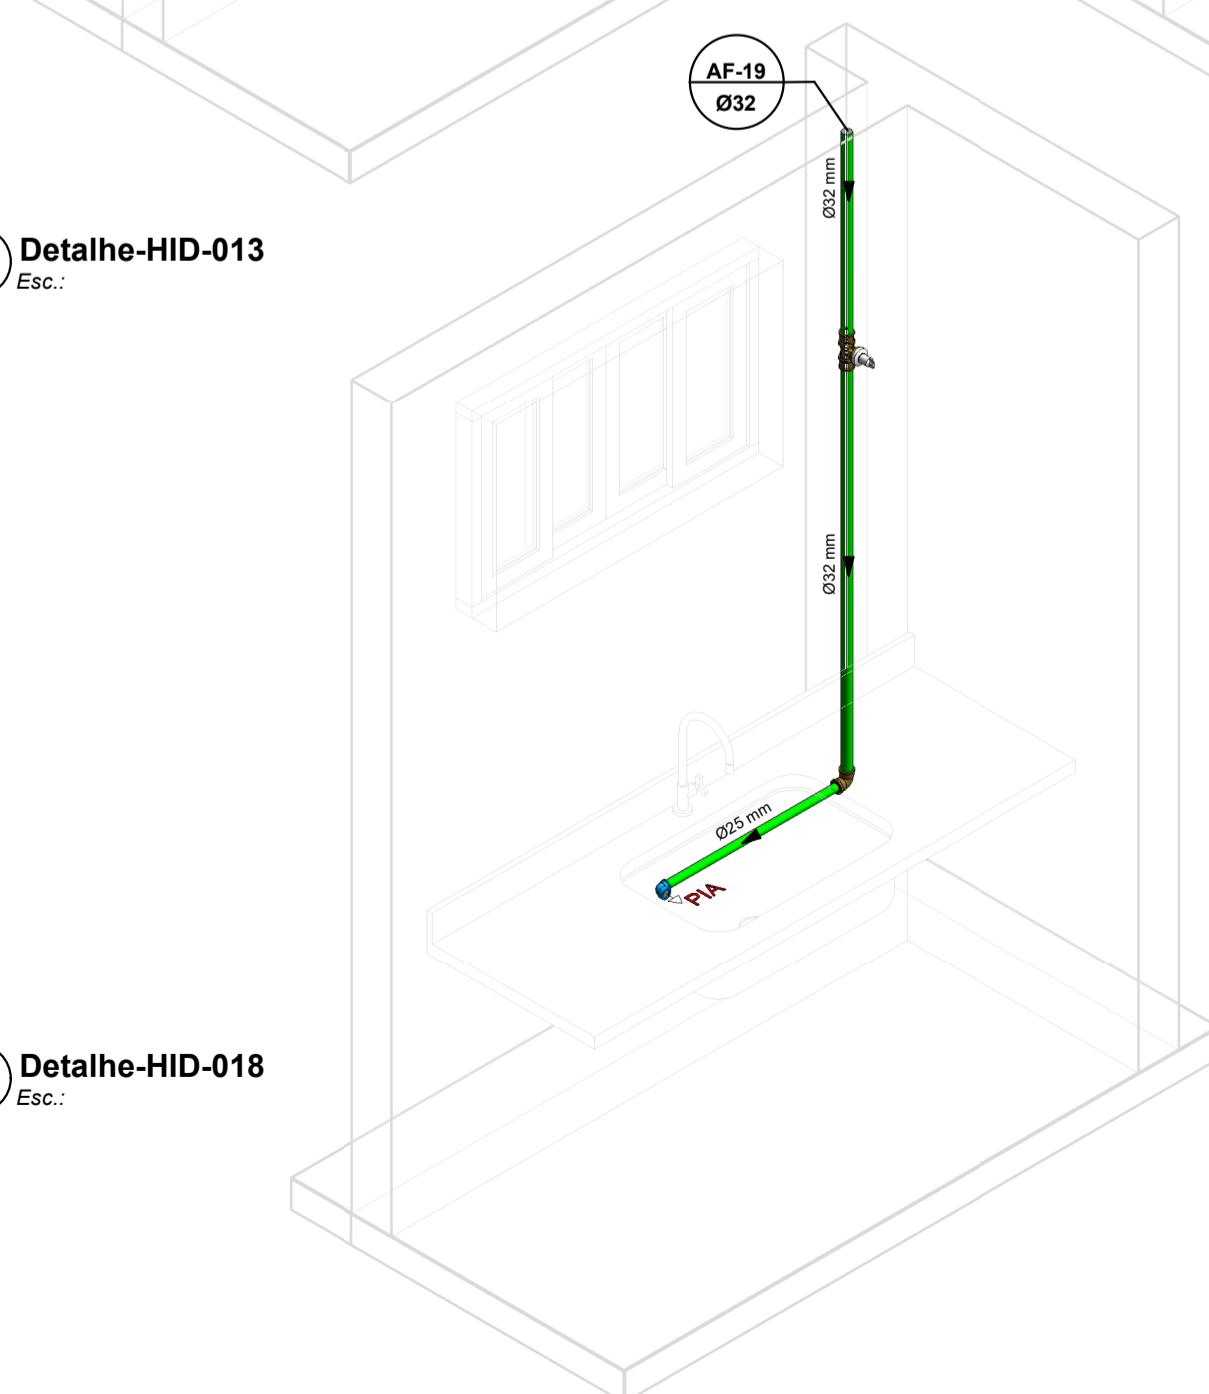 AF-19
Ø32
Ø32 mm
Detalhe-HID-013
Esc.:
Ø32 mm
Ø25 mm
PIA
Detalhe-HID-018
Esc.: